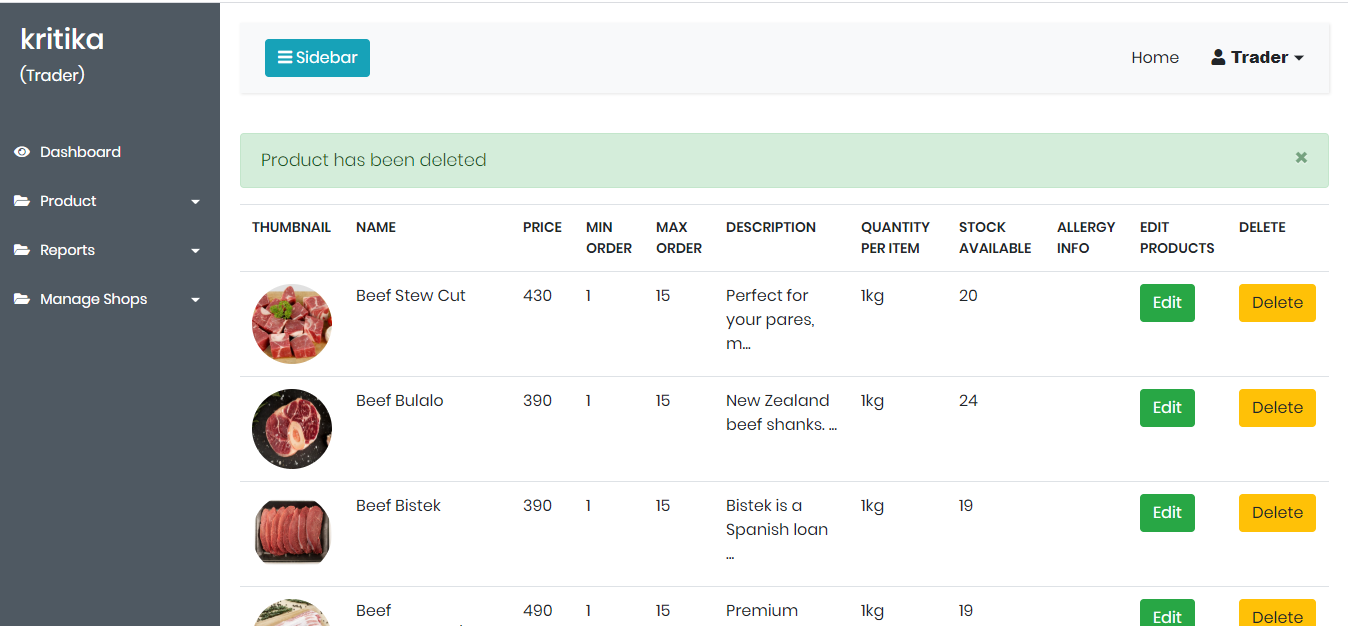 kritika
(Trader)
Dashboard
Product
Reports
Manage Shops
Sidebar
Home
Trader
Product has been deleted
×
THUMBNAIL NAME PRICE MIN ORDER MAX ORDER DESCRIPTION QUANTITY PER ITEM STOCK AVAILABLE ALLERGY INFO EDIT PRODUCTS DELETE
Beef Stew Cut 430 1 15 Perfect for 1kg 20 Edit Delete
your pares,
m...
Beef Bulalo 390 1 15 New Zealand 1kg 24 Edit Delete
beef shanks. ...
Beef Bistek 390 1 15 Bistek is a 1kg 19 Edit Delete
Spanish loan
...
Beef 490 1 15 Premium 1kg 19 Edit Delete